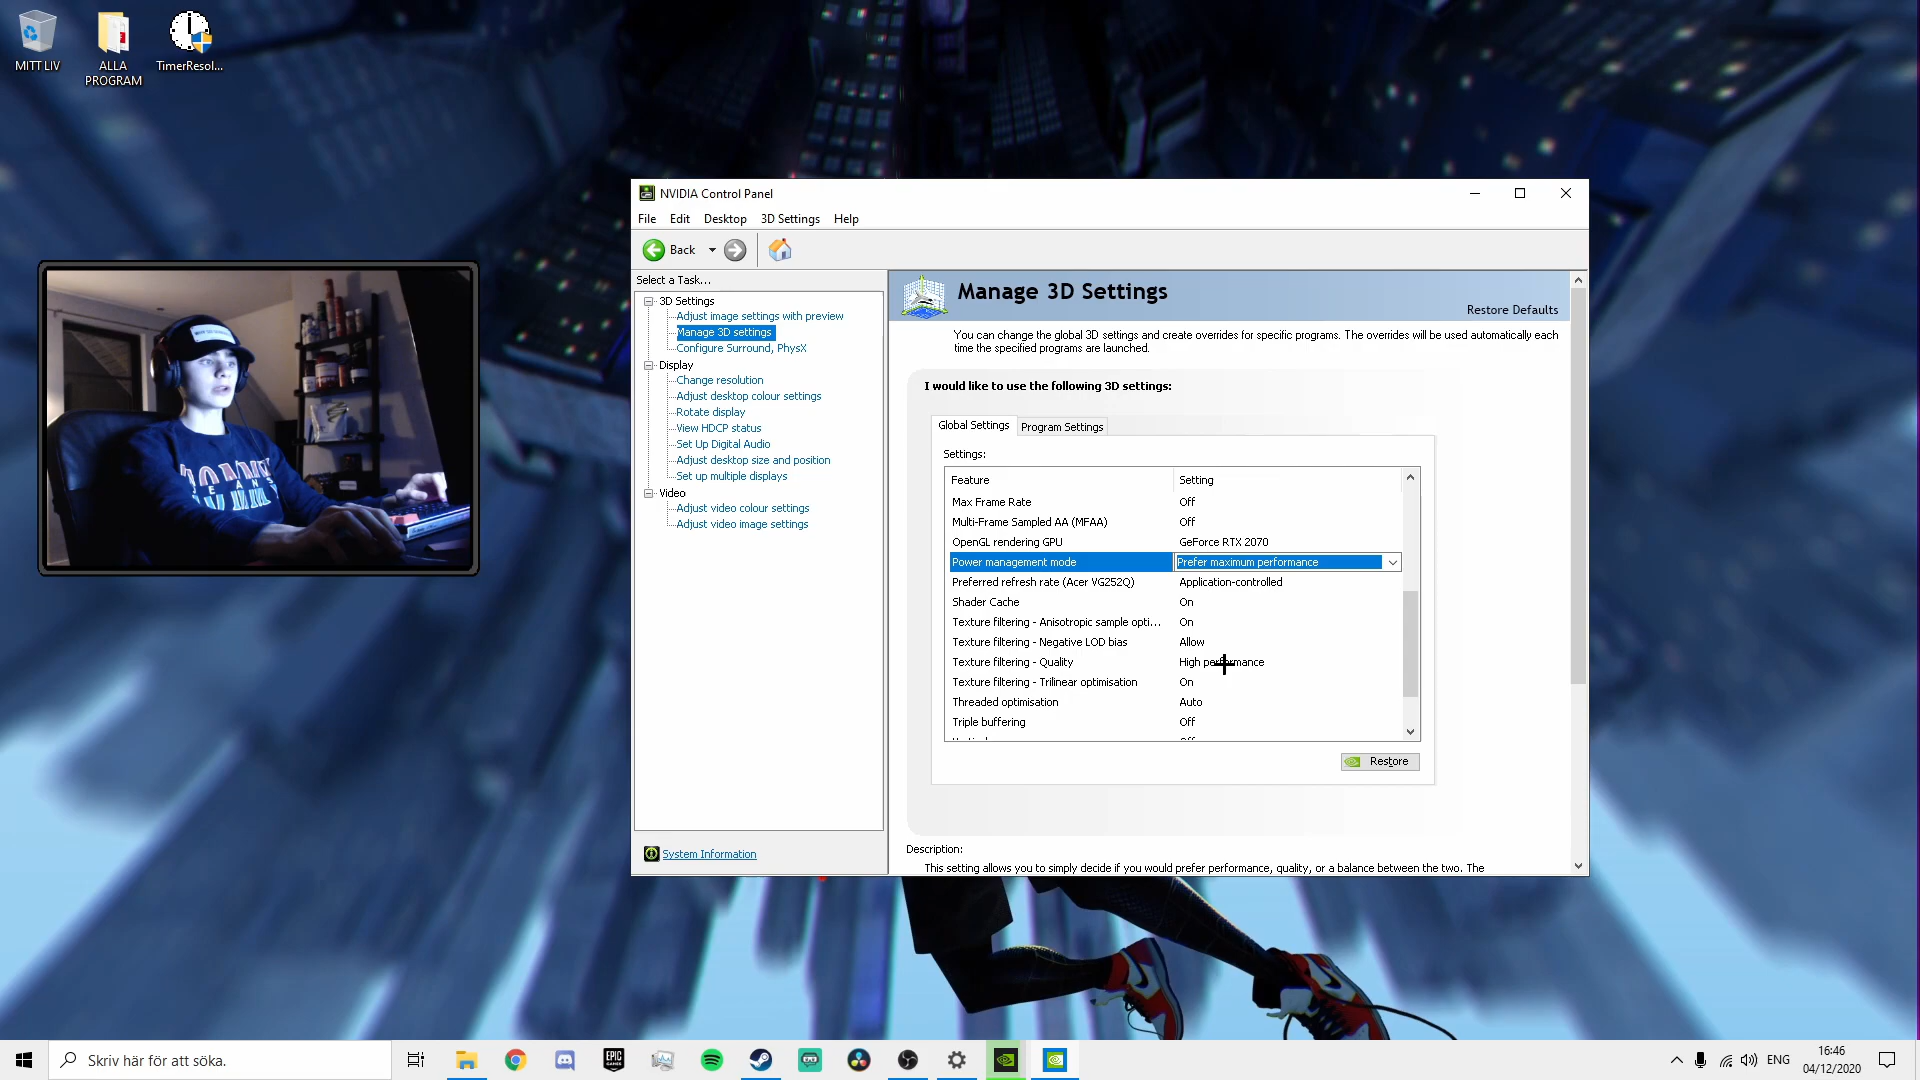 MITT LIV
ALLA
PROGRAM
TimerResol...
NVIDIA Control Panel
File Edit Desktop 3D Settings Help
Back
Select a Task...
3D Settings
Adjust image settings with preview
Manage 3D settings
Configure Surround, PhysX
Display
Change resolution
Adjust desktop colour settings
Rotate display
View HDCP status
Set Up Digital Audio
Adjust desktop size and position
Set up multiple displays
Video
Adjust video colour settings
Adjust video image settings
System Information
Manage 3D Settings
Restore Defaults
You can change the global 3D settings and create overrides for specific programs. The overrides will be used automatically each
time the specified programs are launched.
I would like to use the following 3D settings:
Global Settings Program Settings
Settings:
Feature Setting
Max Frame Rate Off
Multi-Frame Sampled AA (MFAA) Off
OpenGL rendering GPU GeForce RTX 2070
Power management mode Prefer maximum performance
Preferred refresh rate (Acer VG252Q) Application-controlled
Shader Cache On
Texture filtering - Anisotropic sample opti... On
Texture filtering - Negative LOD bias Allow
Texture filtering - Quality High performance
Texture filtering - Trilinear optimisation On
Threaded optimisation Auto
Triple buffering Off
Restore
Description:
This setting allows you to simply decide if you would prefer performance, quality, or a balance between the two. The
Skriv här för att söka.
EPIC
GAMES
ENG
16:46
04/12/2020